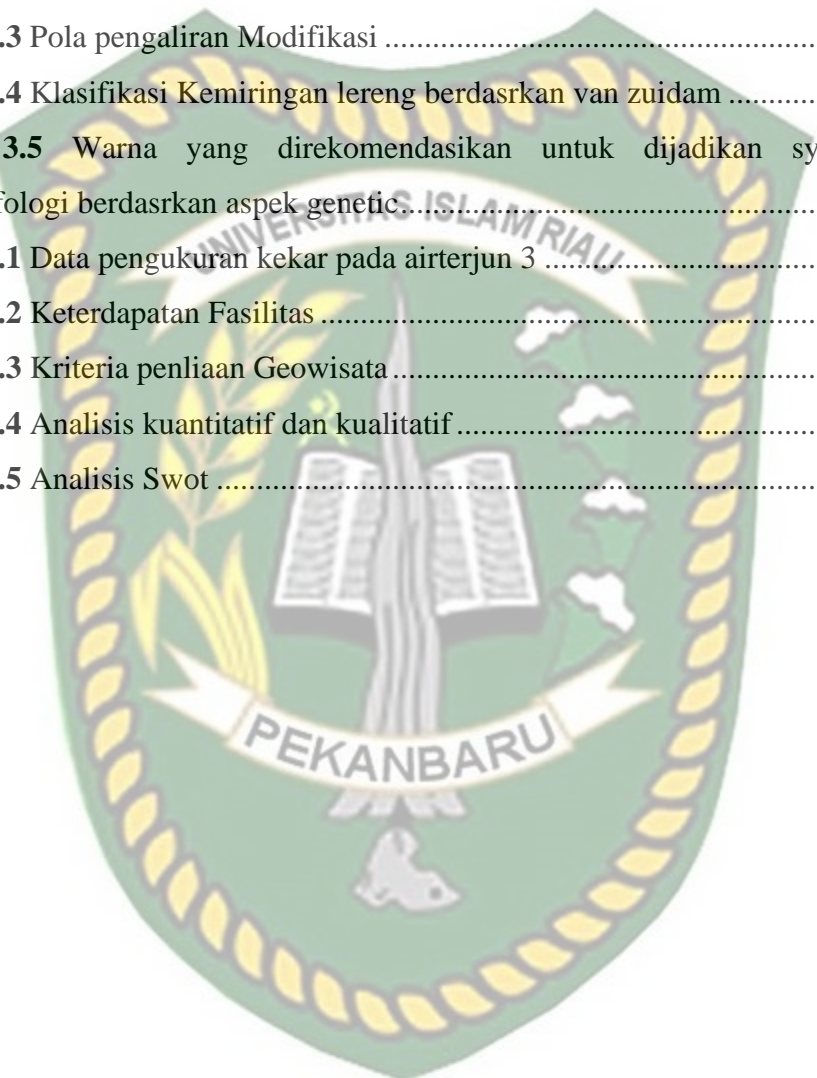 .3 Pola pengaliran Modifikasi
.4 Klasifikasi Kemiringan lereng berdasrkan van zuidam
3.5 Warna yang direkomendasikan untuk dijadikan sy
fologi berdasrkan aspek genetic
UNIVERSITAS ISLAM RIAU
.1 Data pengukuran kekar pada airterjun 3
.2 Keterdapatan Fasilitas
.3 Kriteria penliaan Geowisata
.4 Analisis kuantitatif dan kualitatif
.5 Analisis Swot
PEKANBARU